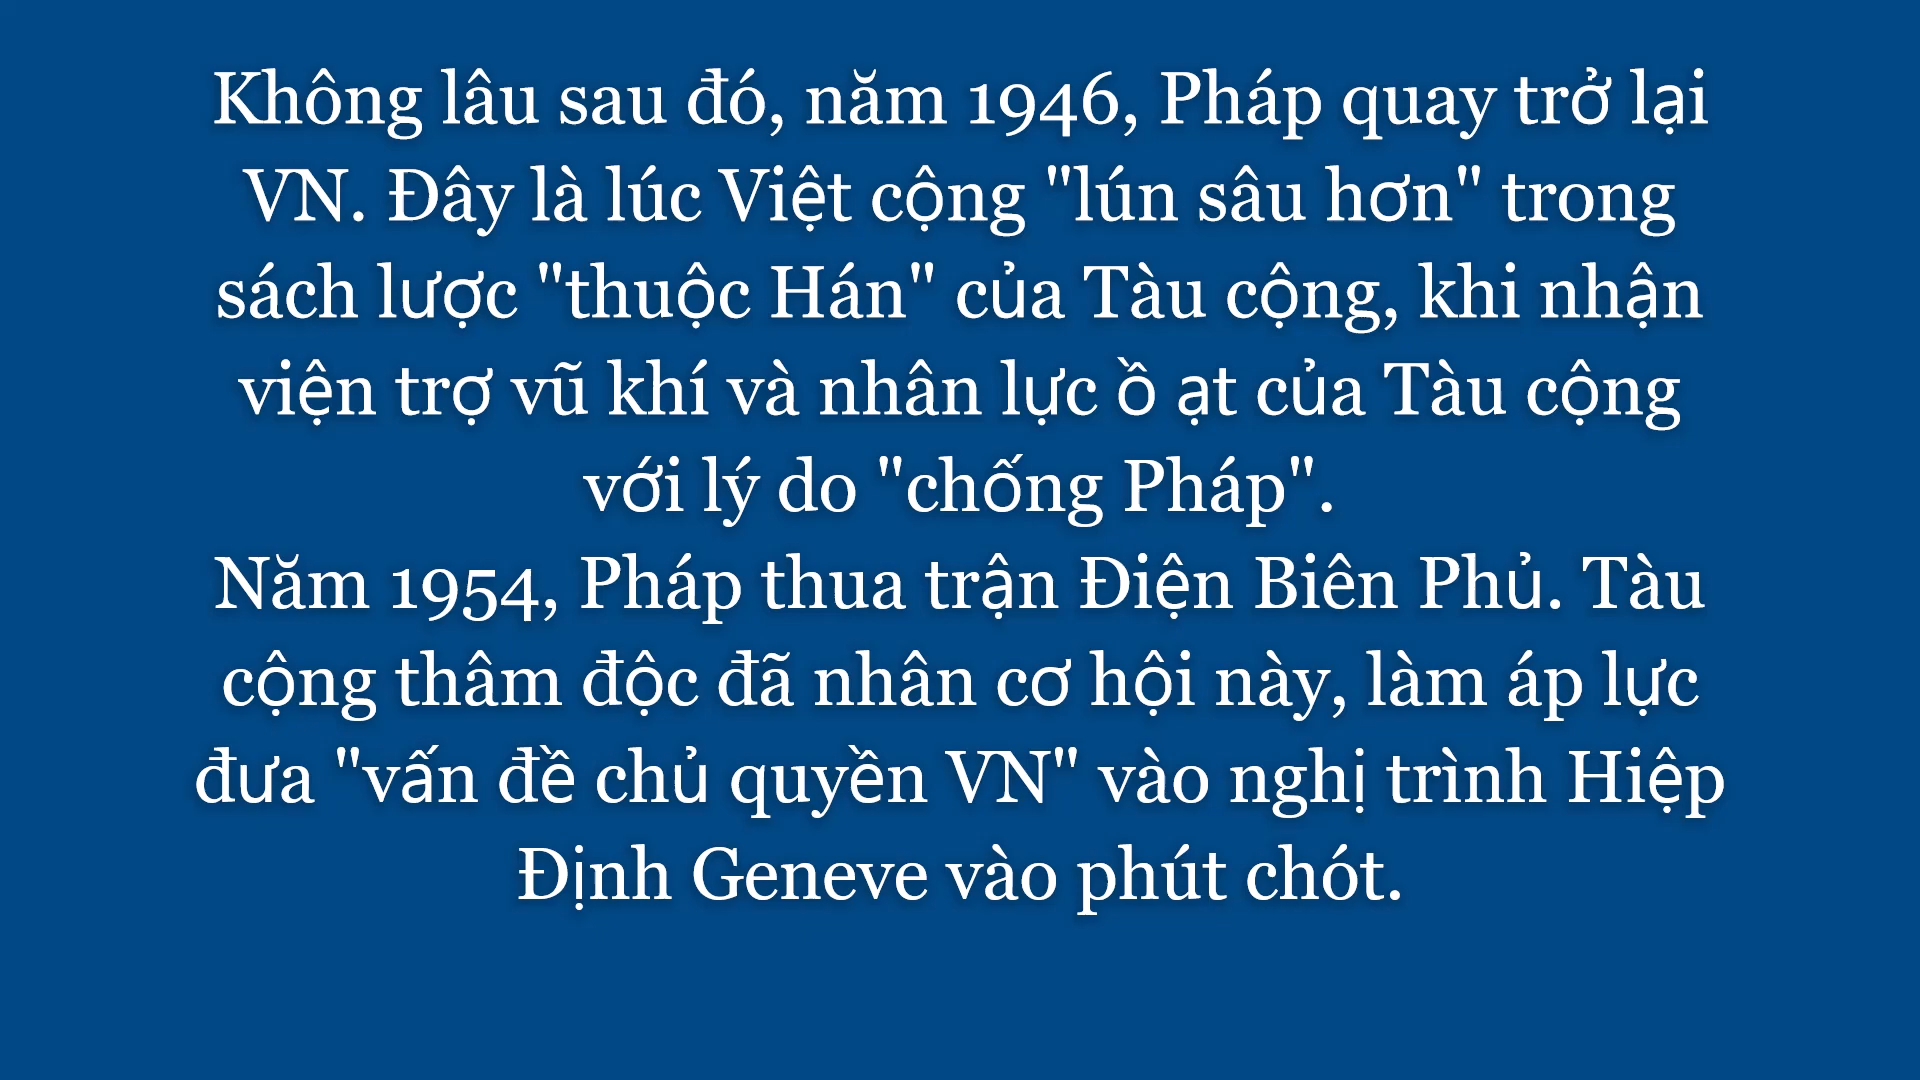 Không lâu sau đó, năm 1946, Pháp quay trở lại
VN. Đây là lúc Việt cộng "lún sâu hơn" trong
sách lược "thuộc Hán" của Tàu cộng, khi nhận
viện trợ vũ khí và nhân lực ồ ạt của Tàu cộng
với lý do "chống Pháp".
Năm 1954, Pháp thua trận Điện Biên Phủ. Tàu
cộng thâm độc đã nhân cơ hội này, làm áp lực
đưa "vấn đề chủ quyền VN" vào nghị trình Hiệp
Định Geneve vào phút chót.